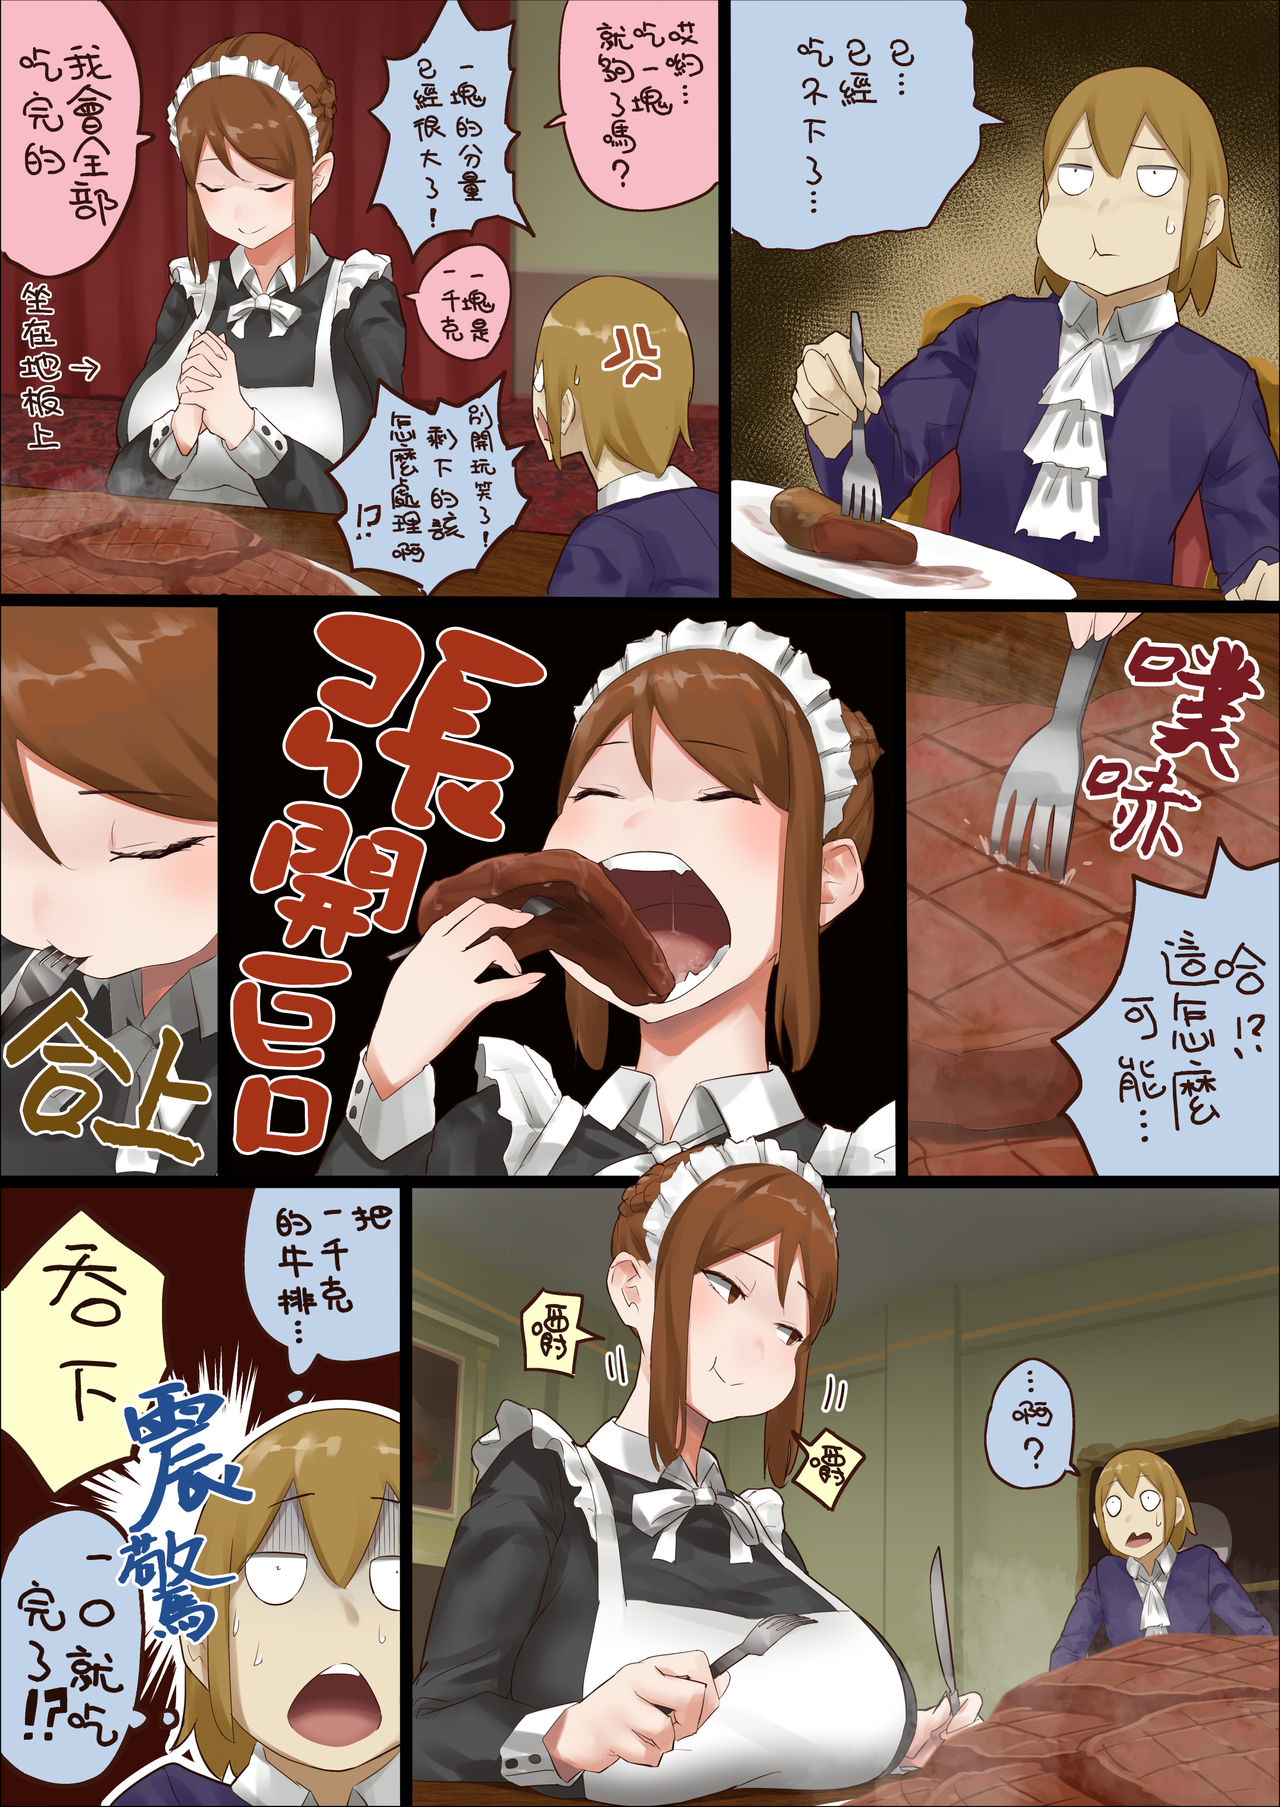 已…
已經
吃不下了…
哎喲…
吃一塊
就夠了嗎？
一塊的分量
已經很大了！
一塊是
一千克
別開玩笑了！
剩下的該
怎麼處理啊
!?
我會全部
吃完的
坐在地板上→
噗哧
哈!?
這怎麼
可能…
張開巨口
合上
…啊？
嚼
嚼
把
一千克
的牛排…
吞下
震驚
一口就吃
完了!?